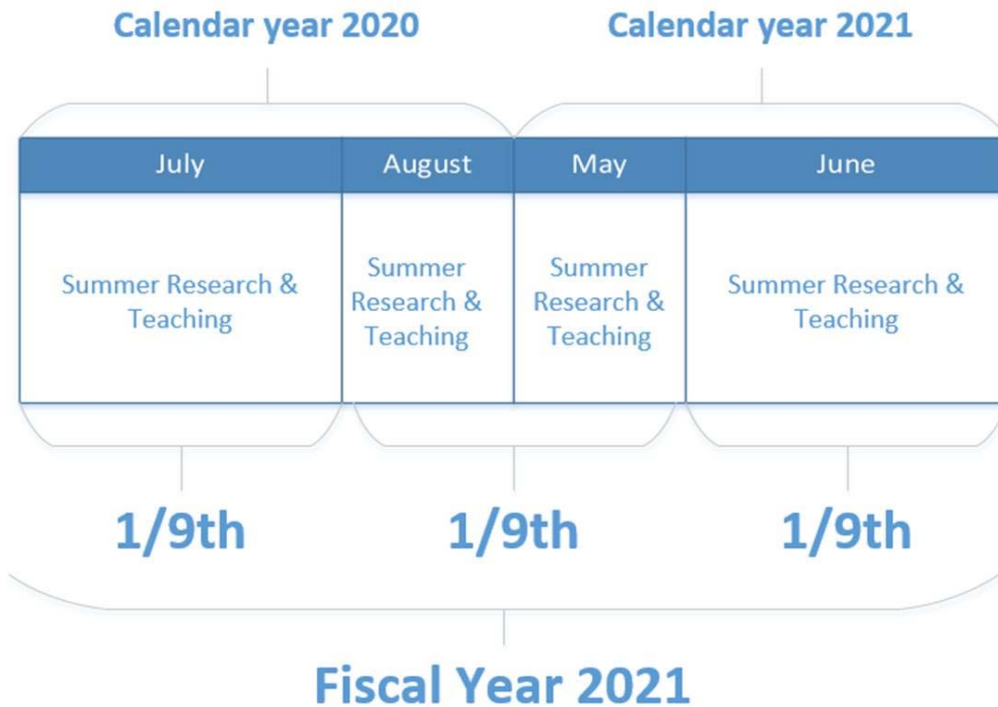 Calendar year 2020
Calendar year 2021
July
August
May
June
Summer Research &
Teaching
Summer
Research &
Teaching
Summer
Research &
Teaching
Summer Research &
Teaching
1/9th
1/9th
1/9th
Fiscal Year 2021